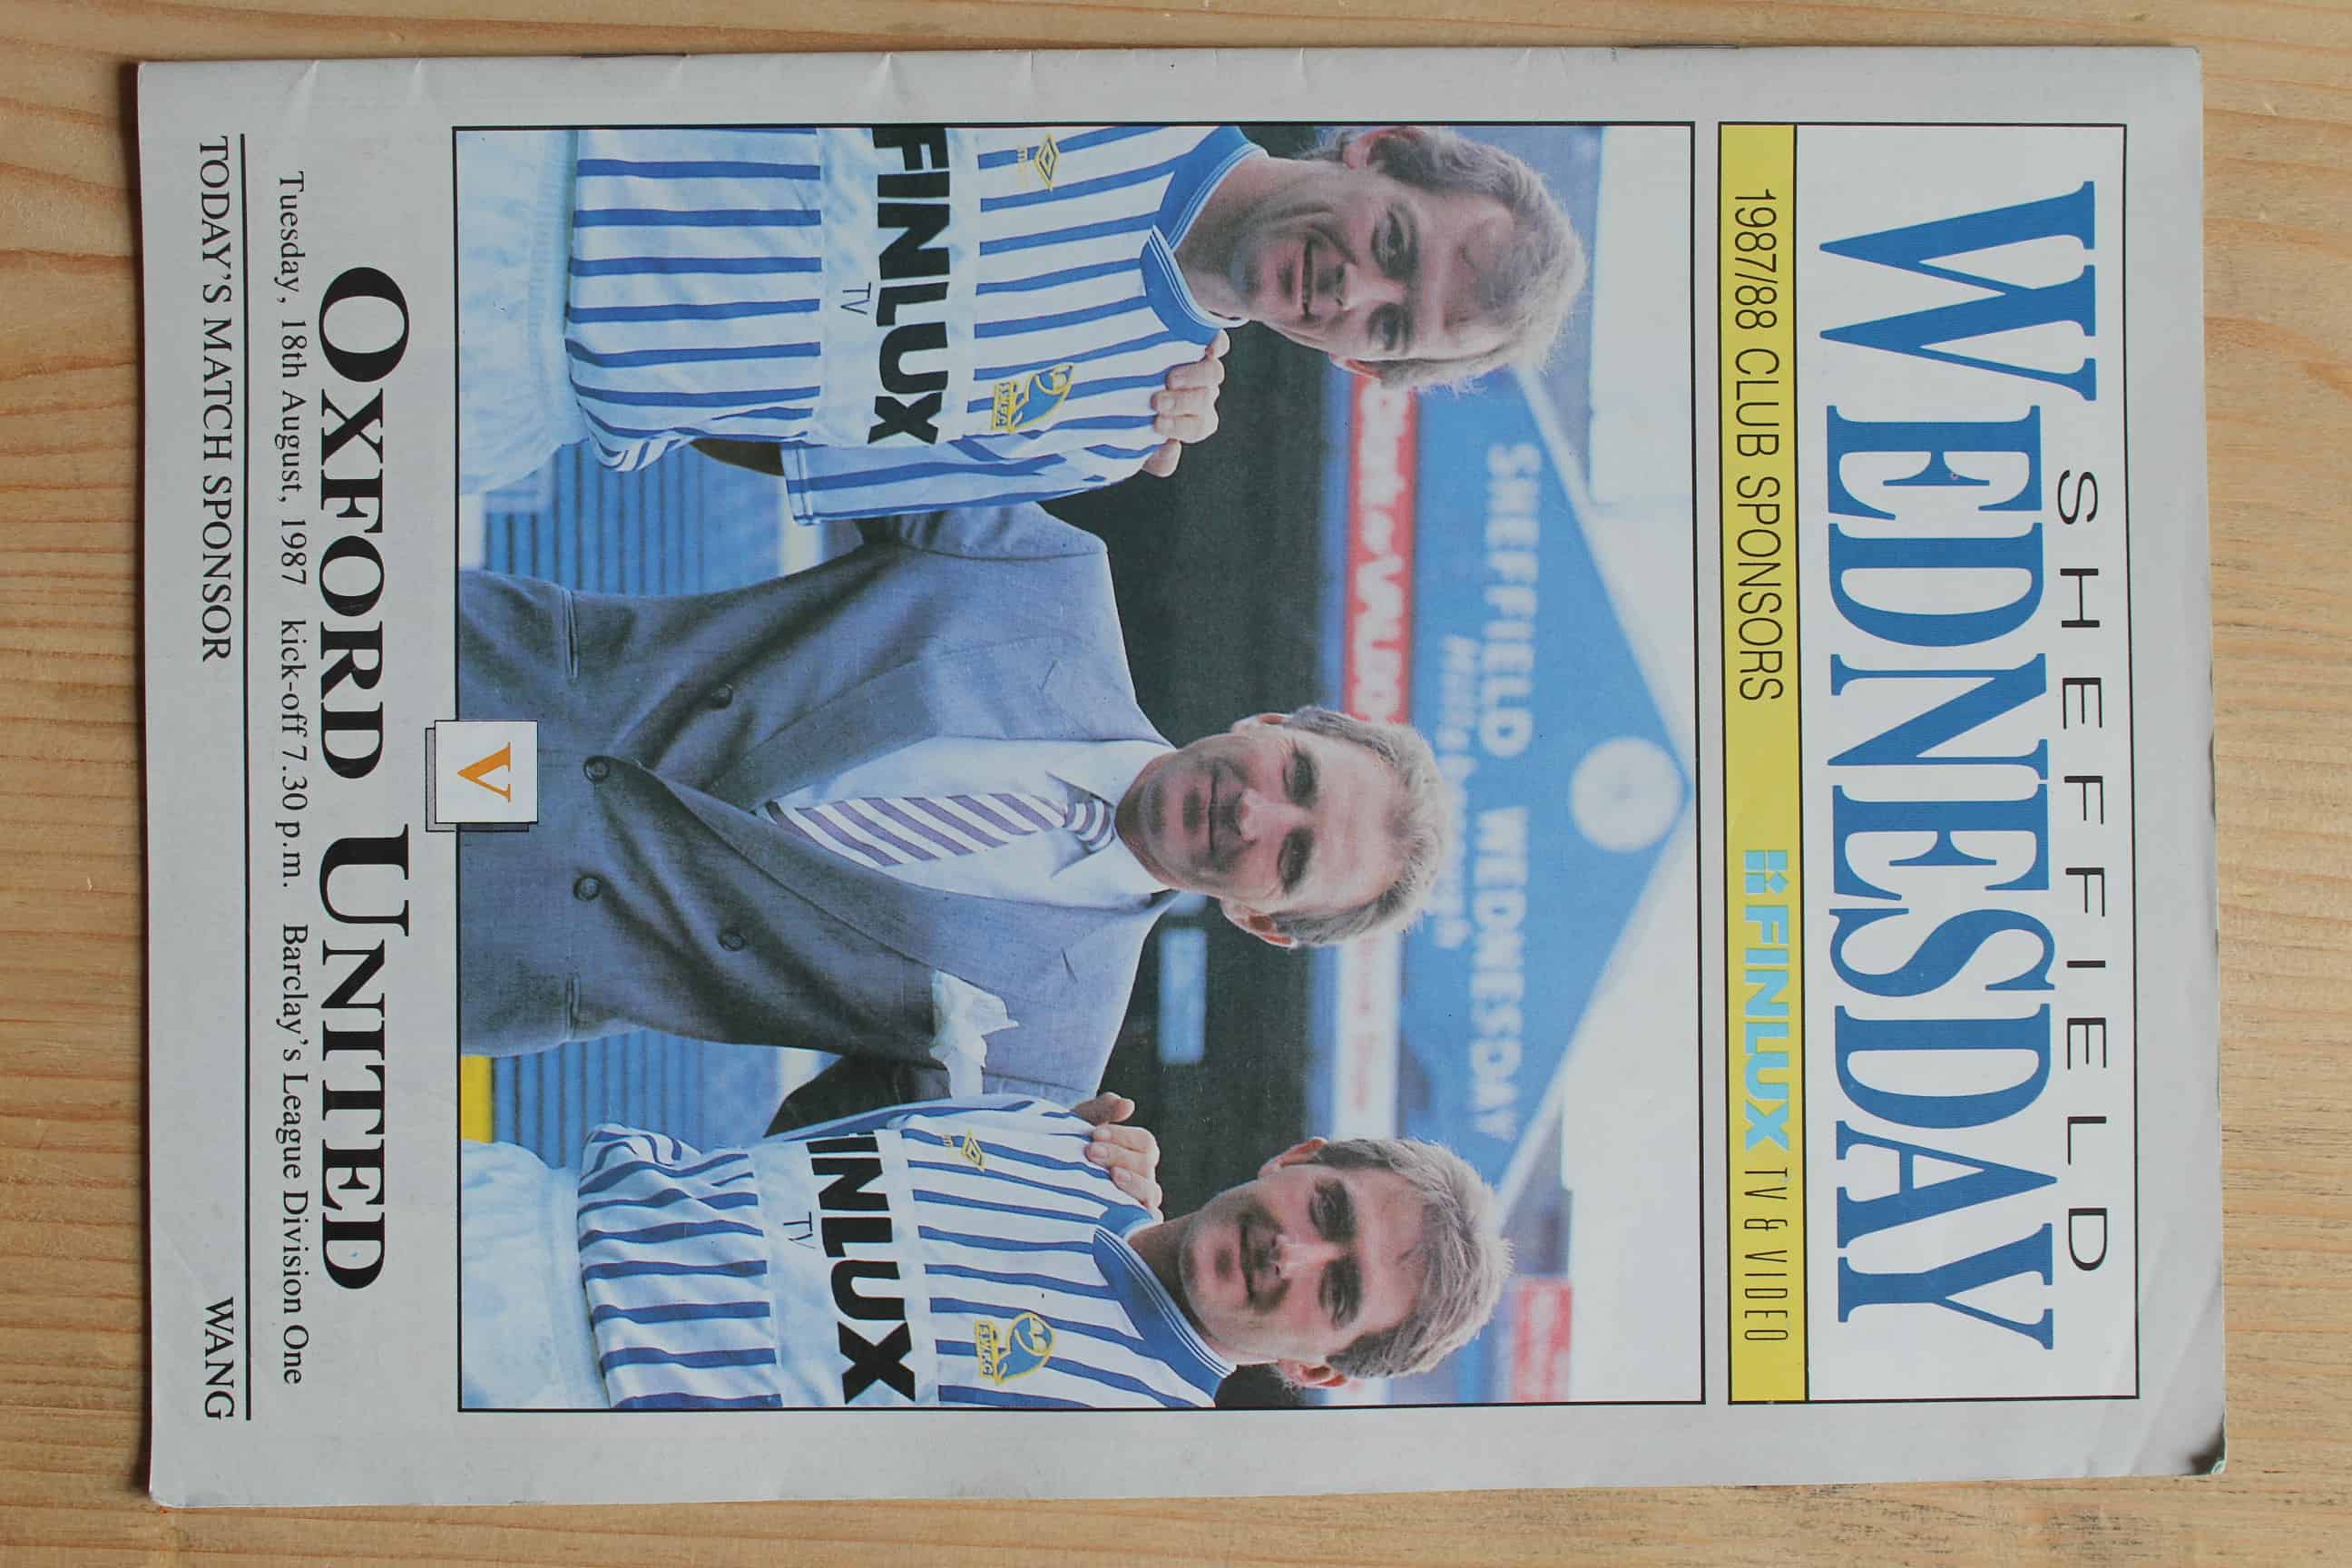 SHEFFIELD
WEDNESDAY
1987/88 CLUB SPONSORS FINLUX TV & VIDEO
SHEFFIELD WEDNESDAY
FINLUX
TV
S.W.F.C
INLUX
TV
S.W.F.C
V
OXFORD UNITED
Tuesday, 18th August, 1987 kick-off 7.30 p.m. Barclay's League Division One
TODAY'S MATCH SPONSOR WANG